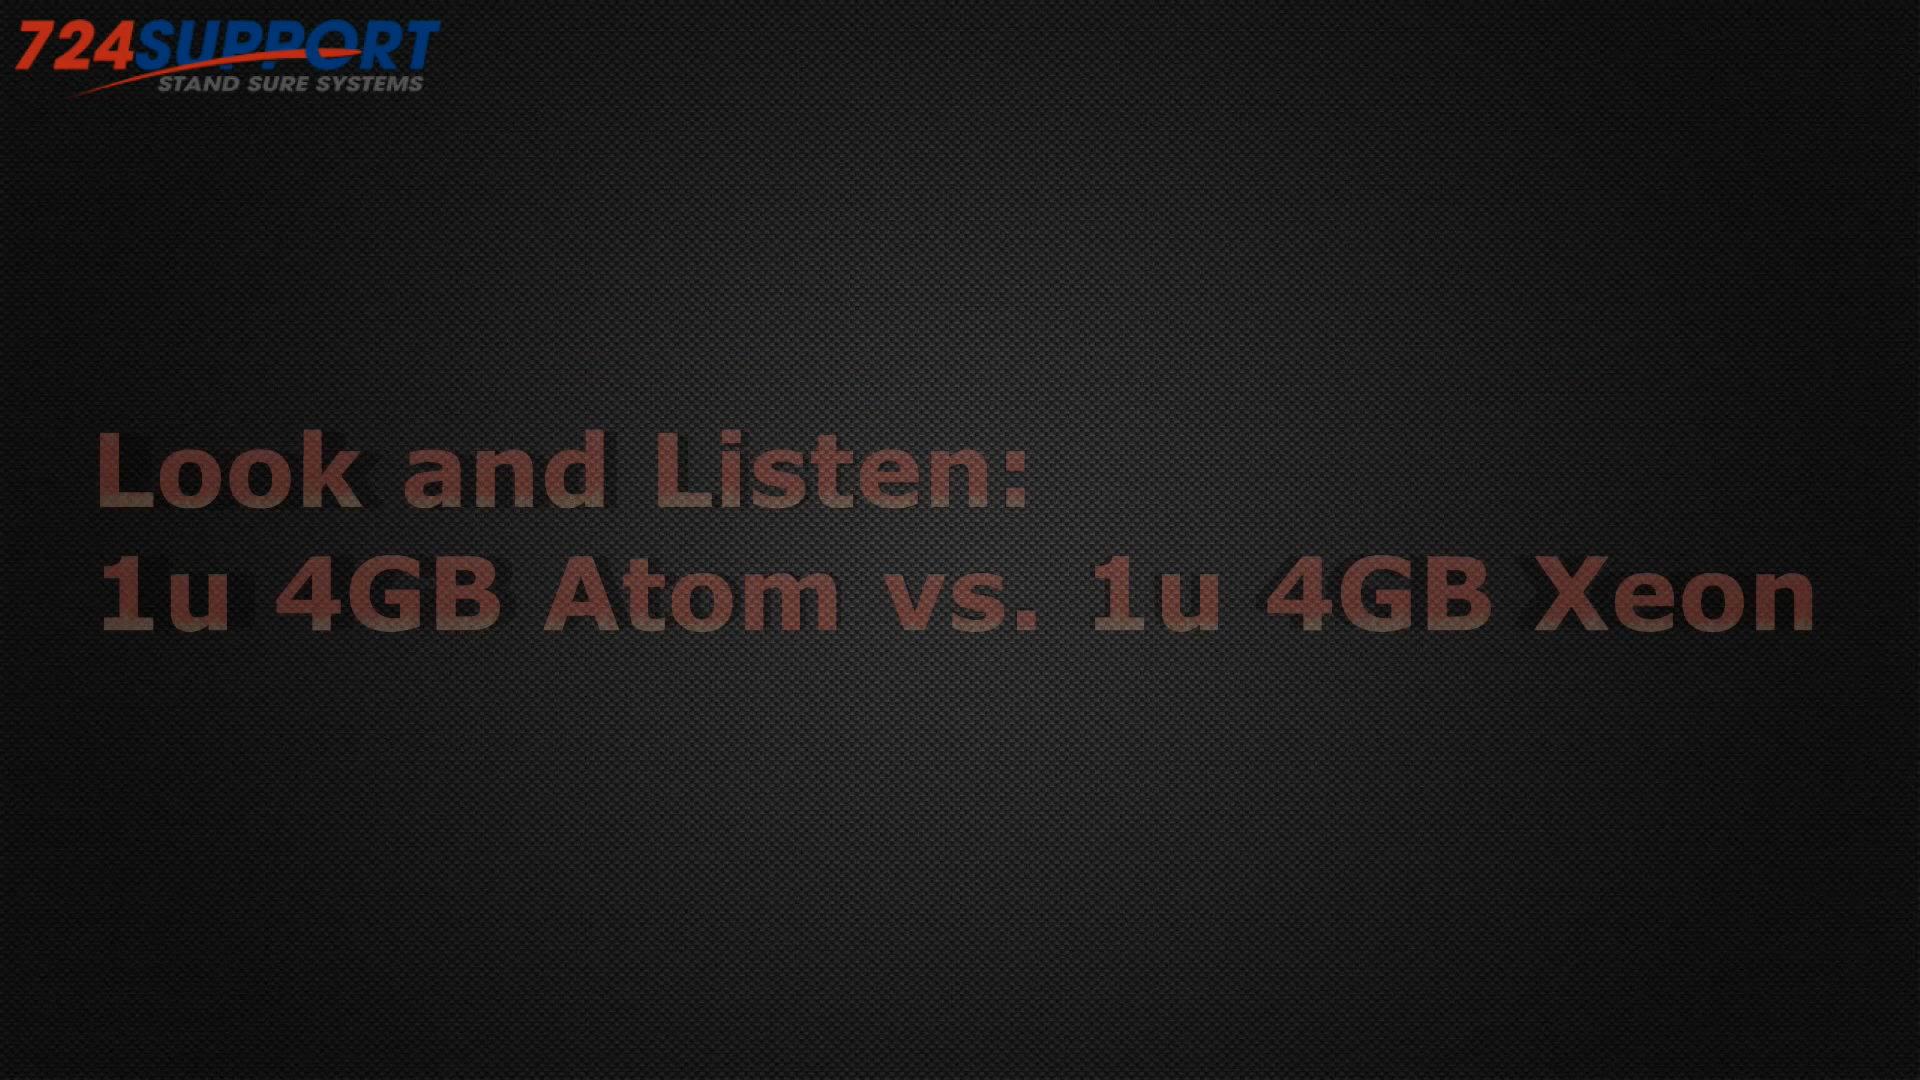 724SUPPORT
STAND SURE SYSTEMS
Look and Listen:
1u 4GB Atom vs. 1u 4GB Xeon